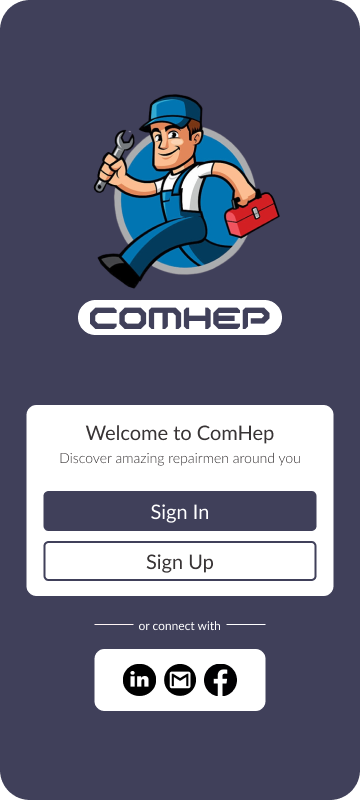 COMHEP
Welcome to ComHep
Discover amazing repairmen around you
Sign In
Sign Up
or connect with
in